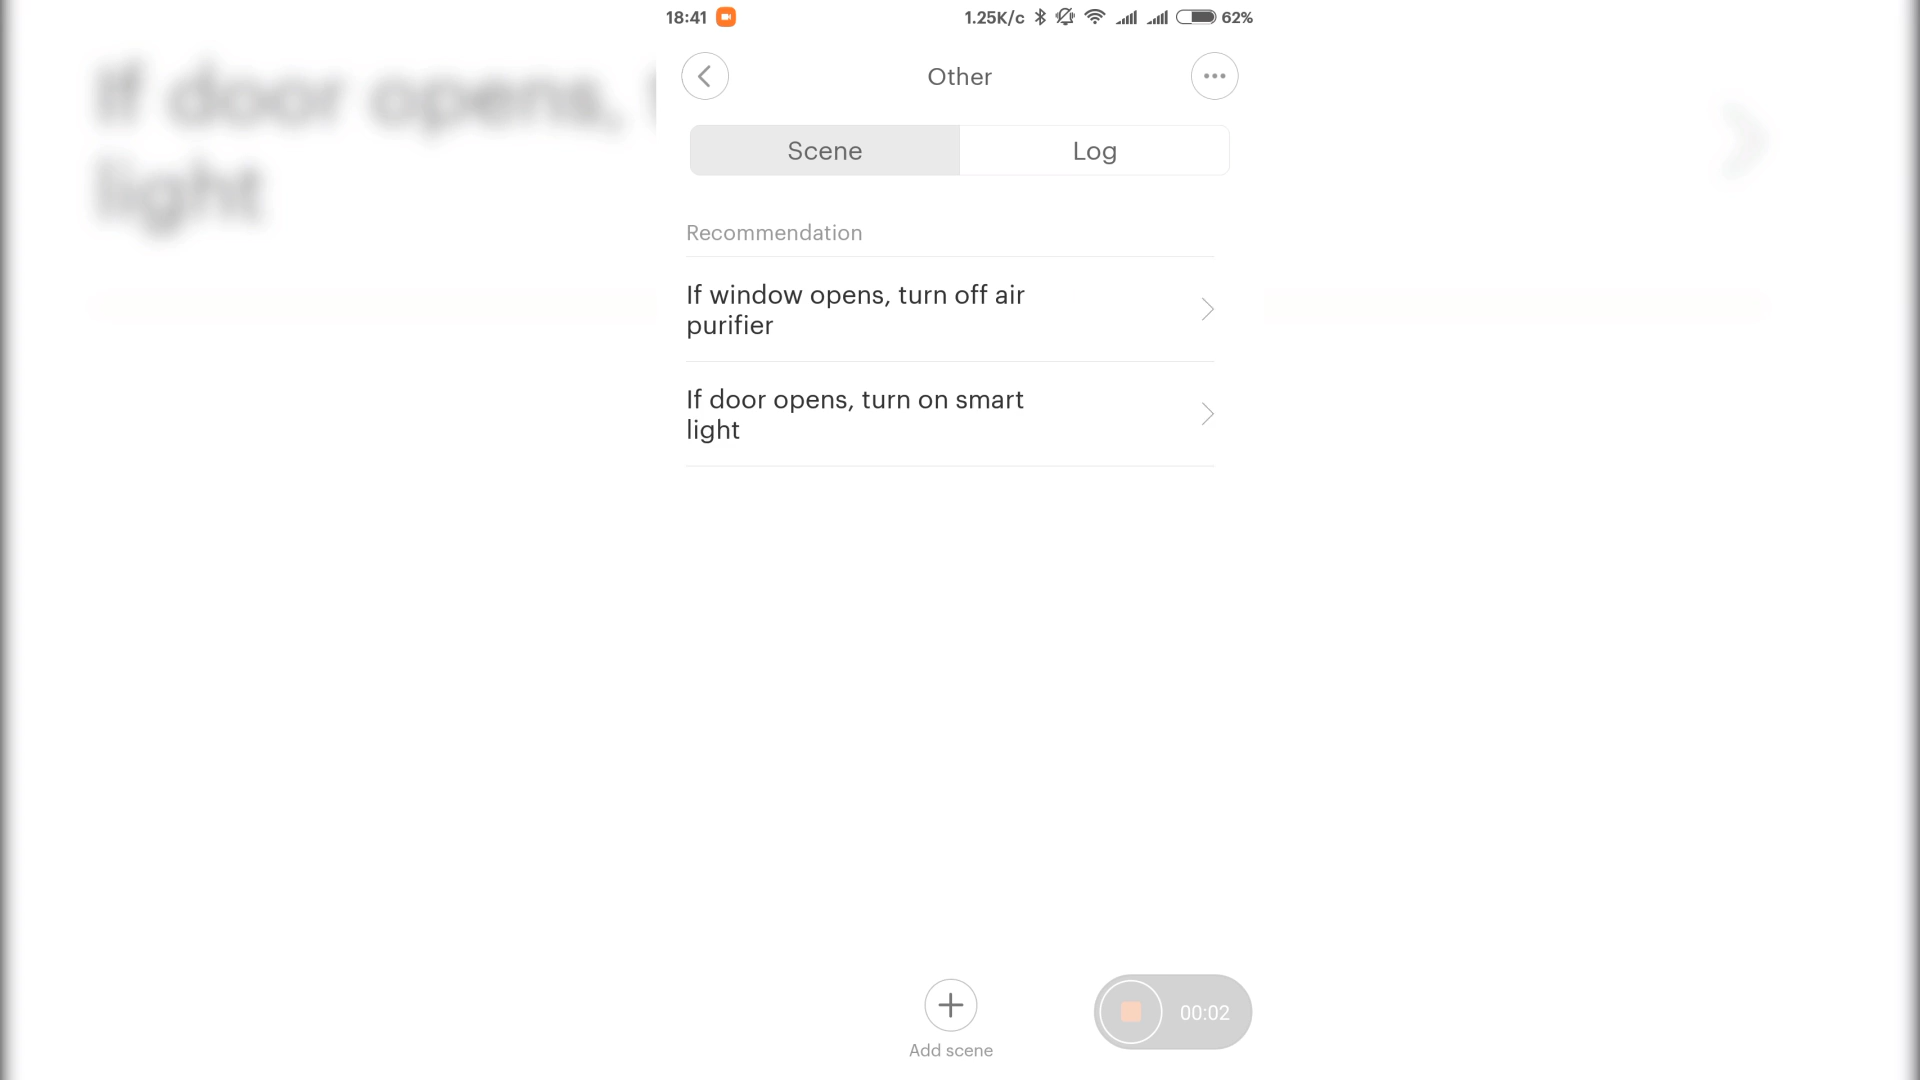 18:41 1.25K/c 62%
Other
Scene Log
Recommendation
If window opens, turn off air
purifier
If door opens, turn on smart
light
Add scene
00:02
If door opens,
light